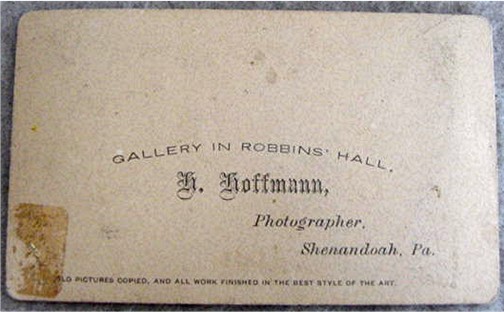 GALLERY IN ROBBINS' HALL,
H. Hoffmann,
Photographer,
Shenandoah, Pa.
PICTURES COPIED, AND ALL WORK FINISHED IN THE BEST STYLE OF THE ART.